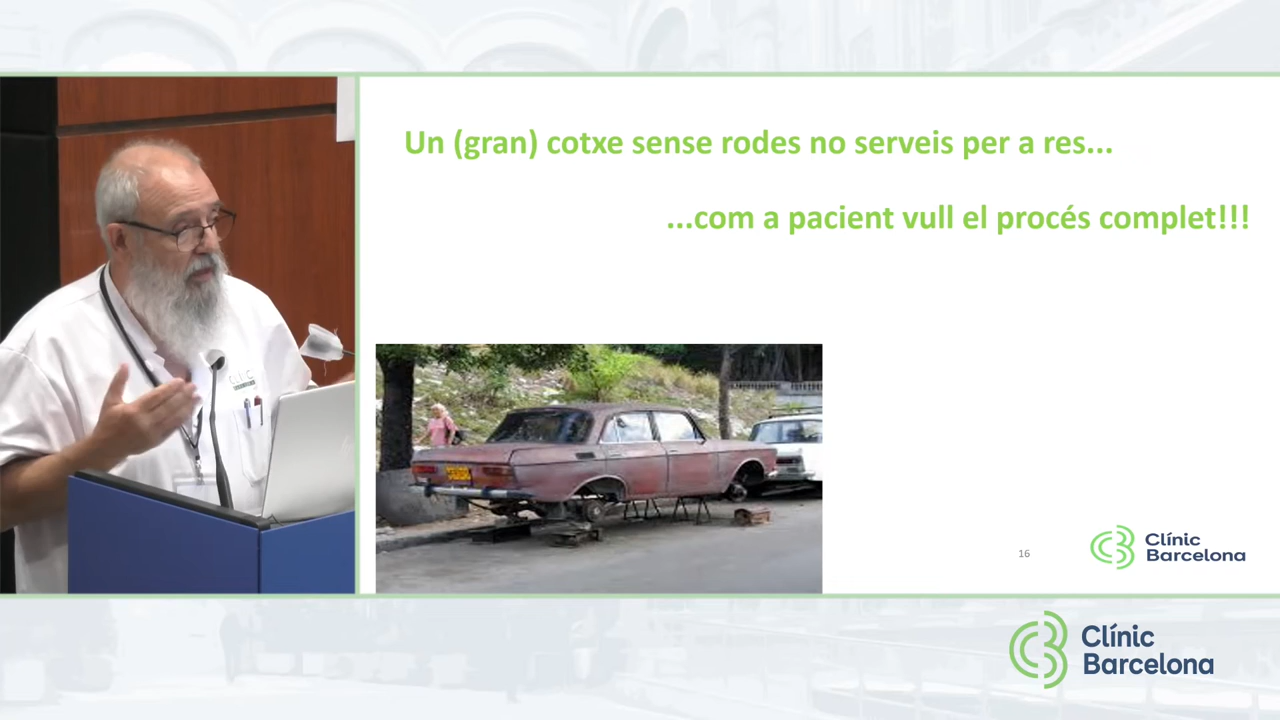 Un (gran) cotxe sense rodes no serveis per a res...
...com a pacient vull el procés complet!!!
16
Clínic
Barcelona
Clínic
Barcelona